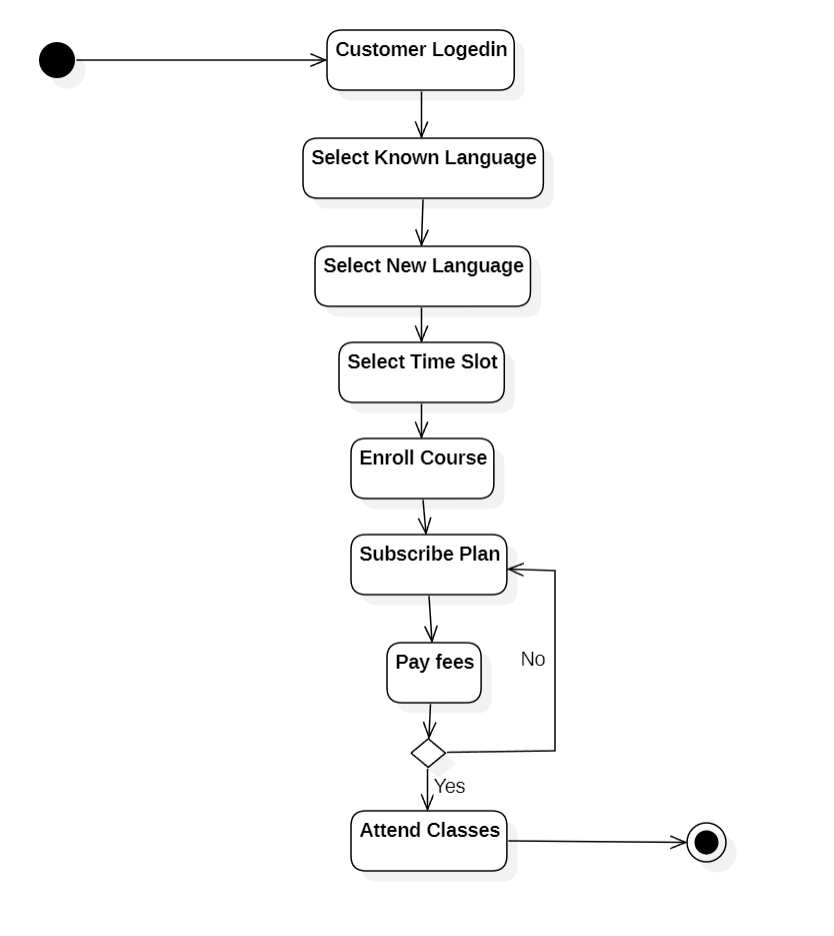 Customer Logedin
Select Known Language
Select New Language
Select Time Slot
Enroll Course
Subscribe Plan
No
Pay fees
Yes
Attend Classes